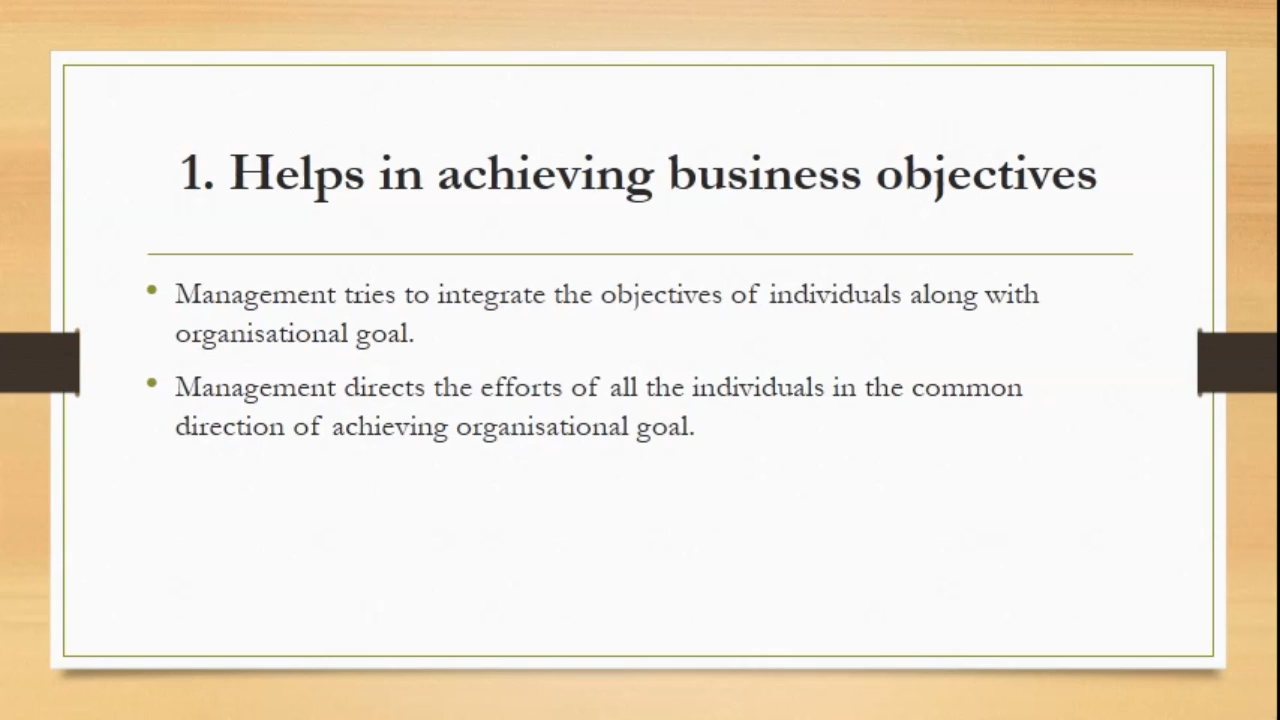 1. Helps in achieving business objectives
• Management tries to integrate the objectives of individuals along with
organisational goal.
• Management directs the efforts of all the individuals in the common
direction of achieving organisational goal.